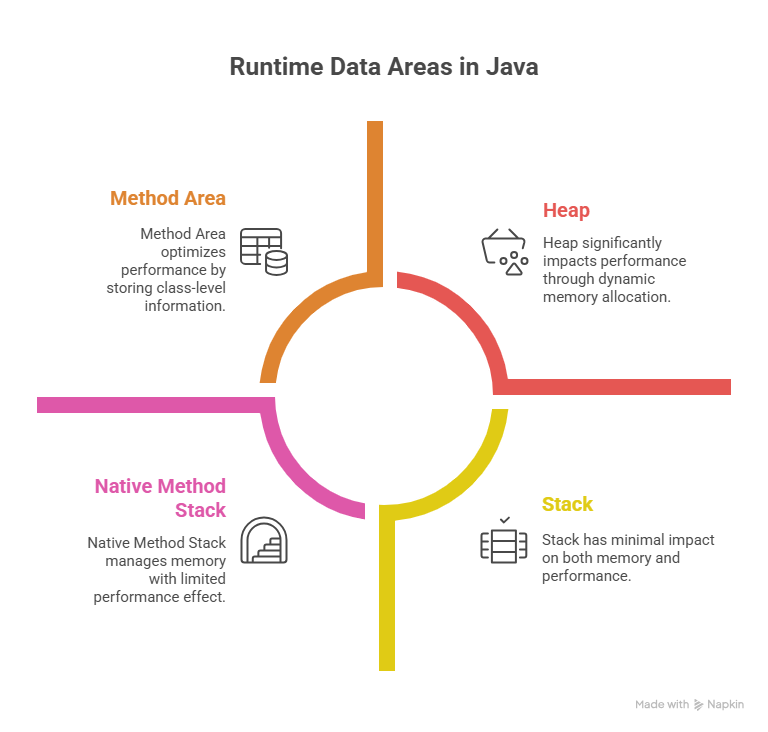 Runtime Data Areas in Java
Method Area
Method Area
optimizes
performance by
storing class-level
information.
Heap
Heap significantly
impacts performance
through dynamic
memory allocation.
Native Method
Stack
Native Method Stack
manages memory
with limited
performance effect.
Stack
Stack has minimal impact
on both memory and
performance.
Made with Napkin